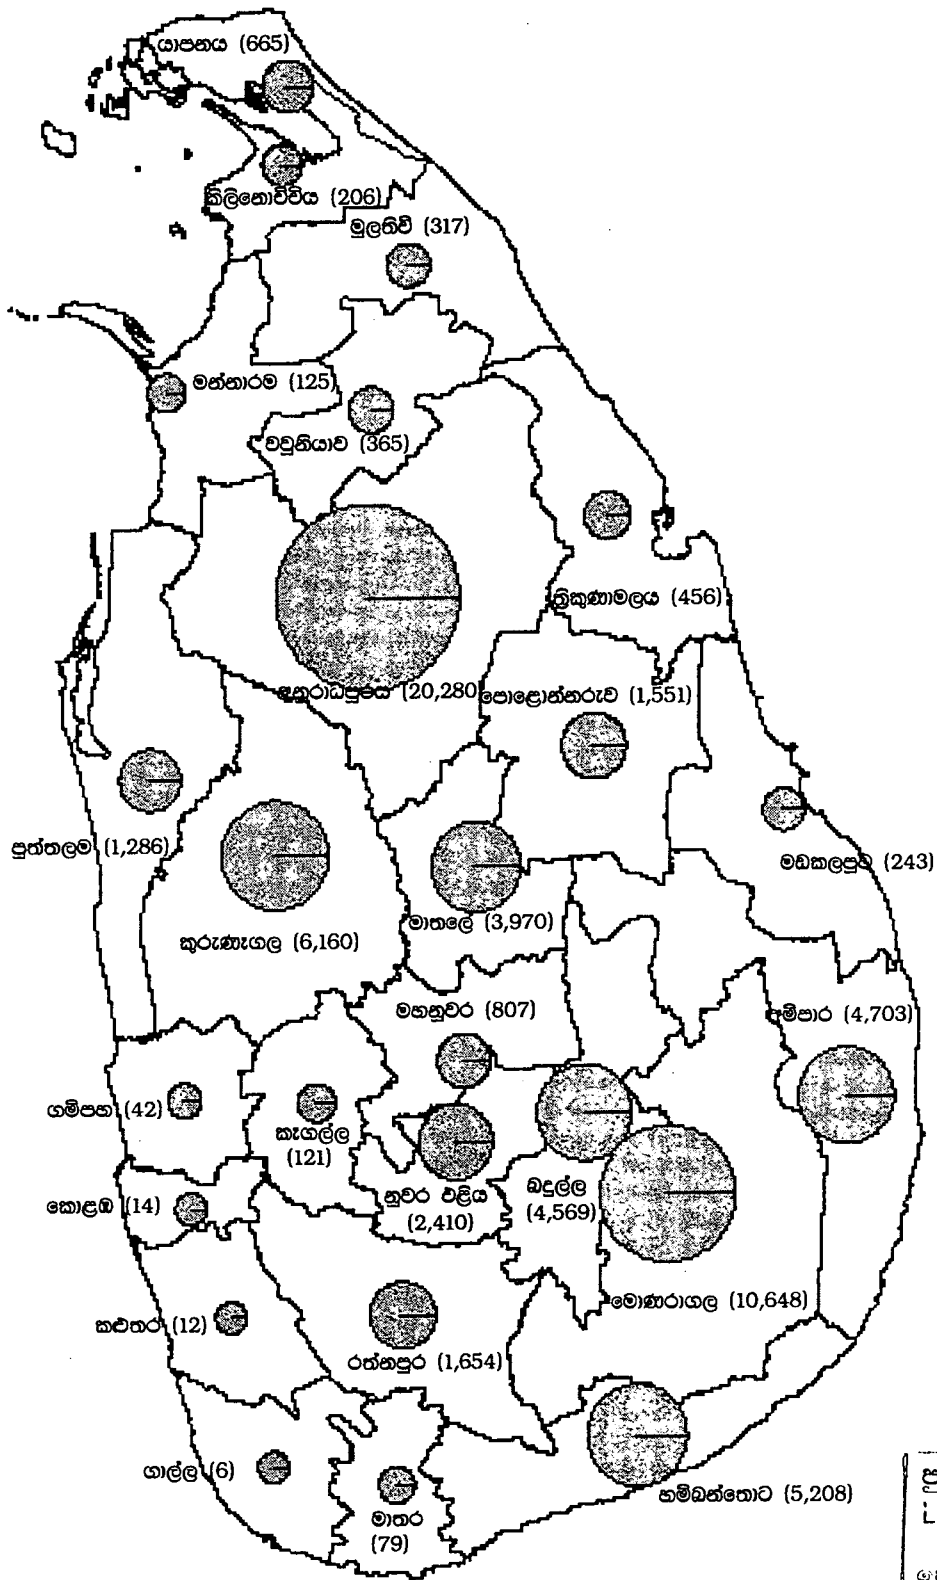 යාපනය (665)
කිලිනොච්චිය (206)
මුලතිව් (317)
මන්නාරම (125)
වවුනියාව (365)
ත්‍රිකුණාමලය (456)
අනුරාධපුරය (20,280)
පොළොන්නරුව (1,551)
පුත්තලම (1,286)
මඩකලපුව (243)
මාතලේ (3,970)
කුරුණෑගල (6,160)
මහනුවර (807)
අම්පාර (4,703)
ගම්පහ (42)
කෑගල්ල
(121)
නුවර එළිය
(2,410)
බදුල්ල
(4,569)
කොළඹ (14)
මොණරාගල (10,648)
කළුතර (12)
රත්නපුර (1,654)
ගාල්ල (6)
මාතර
(79)
හම්බන්තොට (5,208)